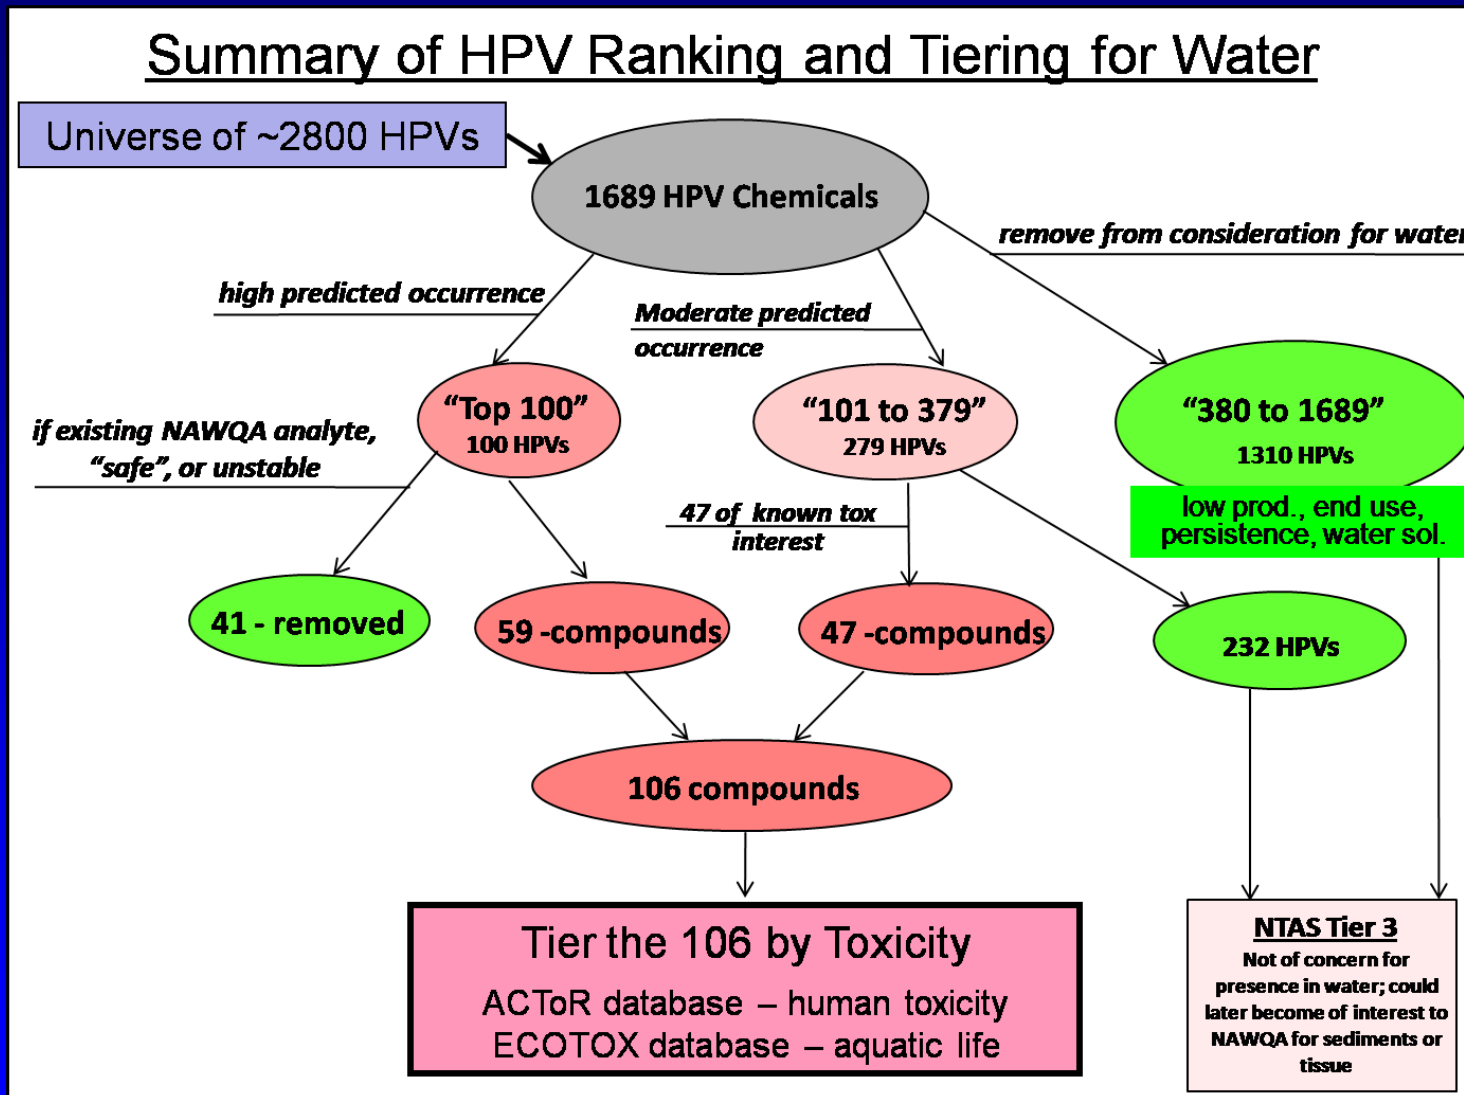 Summary of HPV Ranking and Tiering for Water
Universe of ~2800 HPVs
1689 HPV Chemicals
remove from consideration for water
high predicted occurrence
Moderate predicted
occurrence
"Top 100"
100 HPVs
"101 to 379"
279 HPVs
"380 to 1689"
1310 HPVs
low prod., end use,
persistence, water sol.
if existing NAWQA analyte,
"safe", or unstable
47 of known tox
interest
41 - removed
59 -compounds
47 -compounds
232 HPVs
106 compounds
Tier the 106 by Toxicity
ACToR database – human toxicity
ECOTOX database – aquatic life
NTAS Tier 3
Not of concern for
presence in water; could
later become of interest to
NAWQA for sediments or
tissue